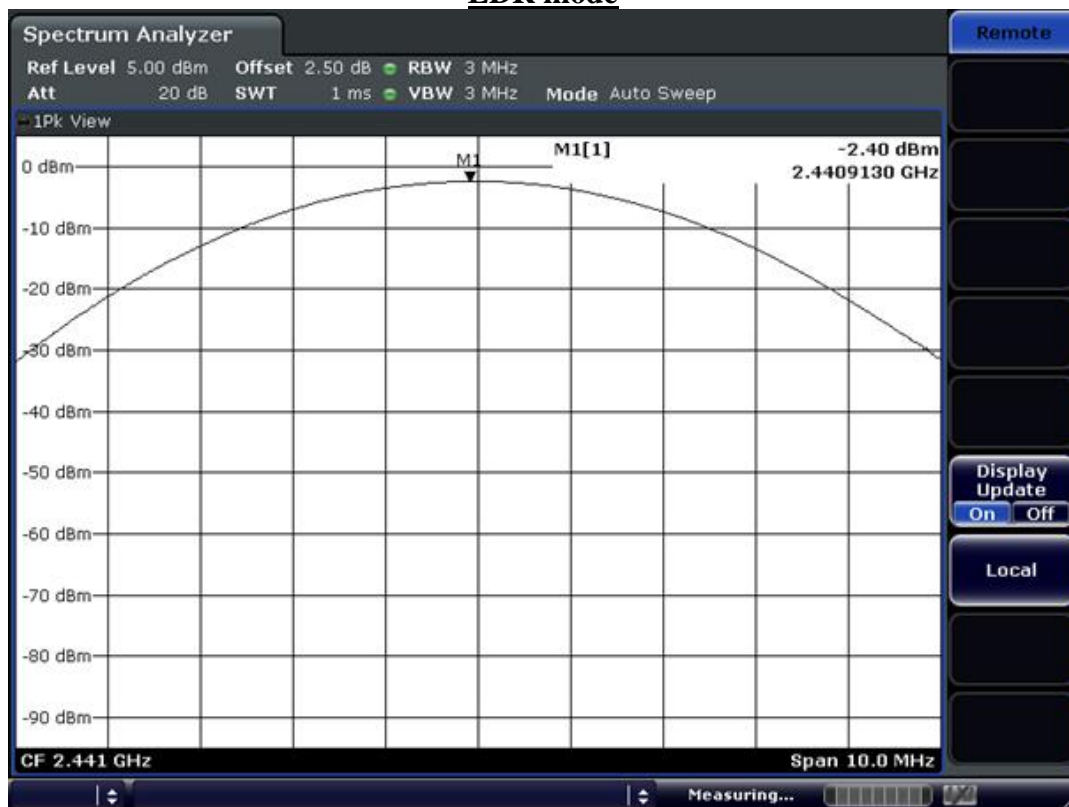 EDR mode
Spectrum Analyzer
Remote
Ref Level 5.00 dBm Offset 2.50 dB RBW 3 MHz
Att 20 dB SWT 1 ms VBW 3 MHz Mode Auto Sweep
1Pk View
M1[1] -2.40 dBm
2.4409130 GHz
M1
0 dBm
-10 dBm
-20 dBm
-30 dBm
-40 dBm
-50 dBm
-60 dBm
-70 dBm
-80 dBm
-90 dBm
Display
Update
On Off
Local
CF 2.441 GHz Span 10.0 MHz
Measuring...